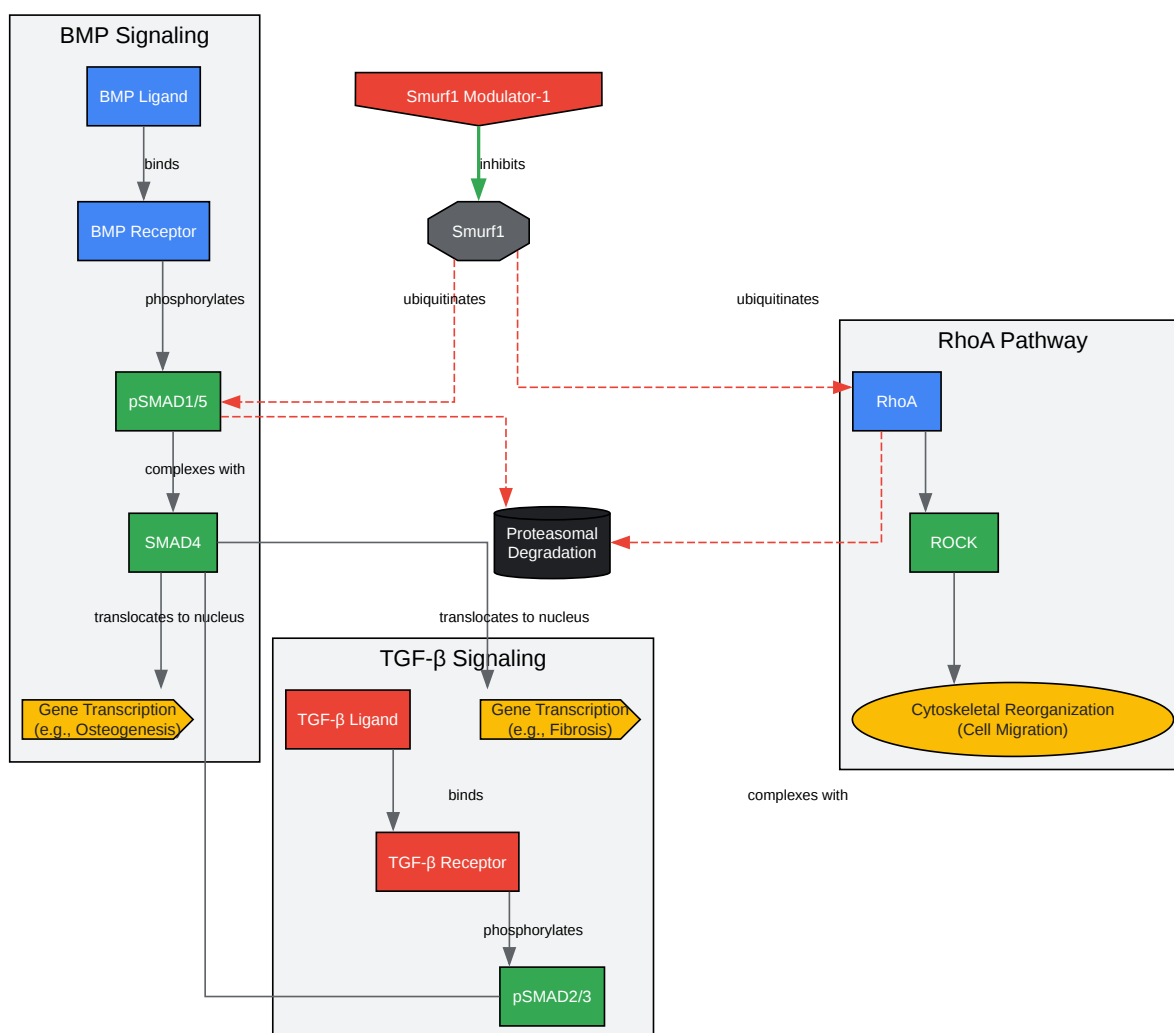 BMP Signaling
BMP Ligand
Smurf1 Modulator-1
binds
inhibits
BMP Receptor
Smurf1
phosphorylates
ubiquitinates
ubiquitinates
RhoA Pathway
pSMAD1/5
RhoA
complexes with
SMAD4
Proteasomal
Degradation
ROCK
translocates to nucleus
translocates to nucleus
TGF-β Signaling
Gene Transcription
(e.g., Osteogenesis)
TGF-β Ligand
Gene Transcription
(e.g., Fibrosis)
Cytoskeletal Reorganization
(Cell Migration)
binds
complexes with
TGF-β Receptor
phosphorylates
pSMAD2/3